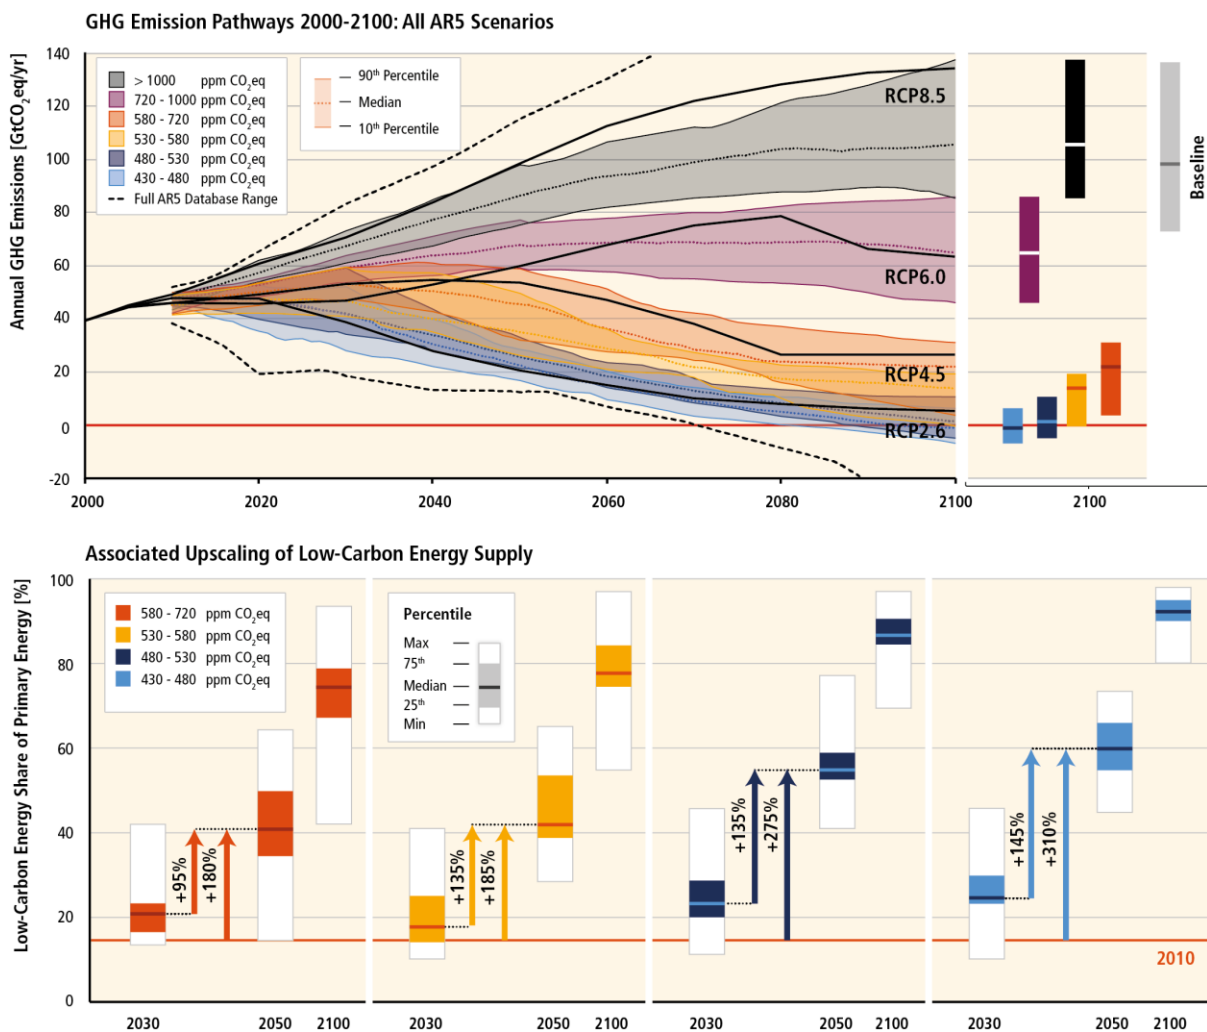 GHG Emission Pathways 2000-2100: All AR5 Scenarios
Annual GHG Emissions [GtCO₂eq/yr]
140
120
100
80
60
40
20
0
-20
> 1000 ppm CO₂eq
720 - 1000 ppm CO₂eq
580 - 720 ppm CO₂eq
530 - 580 ppm CO₂eq
480 - 530 ppm CO₂eq
430 - 480 ppm CO₂eq
Full AR5 Database Range
90th Percentile
Median
10th Percentile
RCP8.5
RCP6.0
RCP4.5
RCP2.6
Baseline
2000
2020
2040
2060
2080
2100
2100
Associated Upscaling of Low-Carbon Energy Supply
Low-Carbon Energy Share of Primary Energy [%]
100
80
60
40
20
0
580 - 720 ppm CO₂eq
530 - 580 ppm CO₂eq
480 - 530 ppm CO₂eq
430 - 480 ppm CO₂eq
Percentile
Max
75th
Median
25th
Min
+95%
+180%
+135%
+185%
+135%
+275%
+145%
+310%
2010
2030
2050
2100
2030
2050
2100
2030
2050
2100
2030
2050
2100